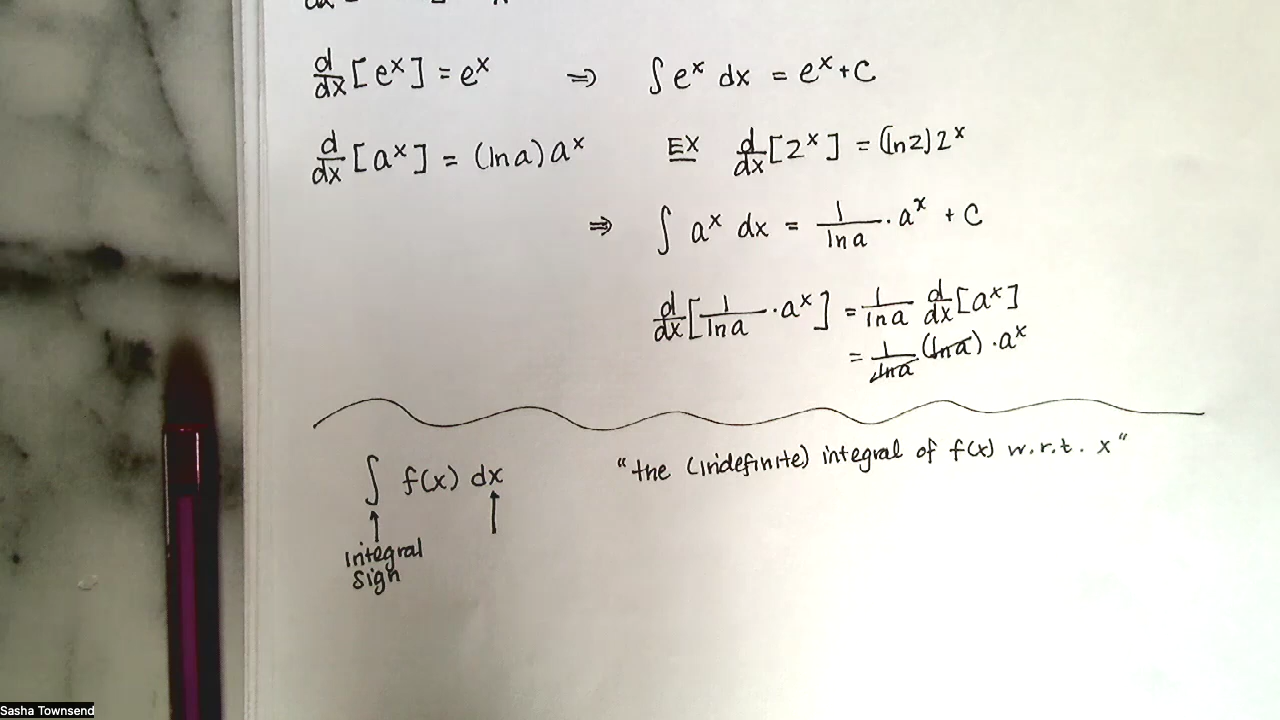 d/dx [e^x] = e^x ⇒ ∫ e^x dx = e^x + C
d/dx [a^x] = (ln a) a^x EX d/dx [2^x] = (ln 2) 2^x
⇒ ∫ a^x dx = 1/ln a · a^x + C
d/dx [1/ln a · a^x] = 1/ln a d/dx [a^x]
= 1/ln a · (ln a) · a^x
∫ f(x) dx "the (indefinite) integral of f(x) w.r.t. x"
↑ ↑
integral
sign
Sasha Townsend